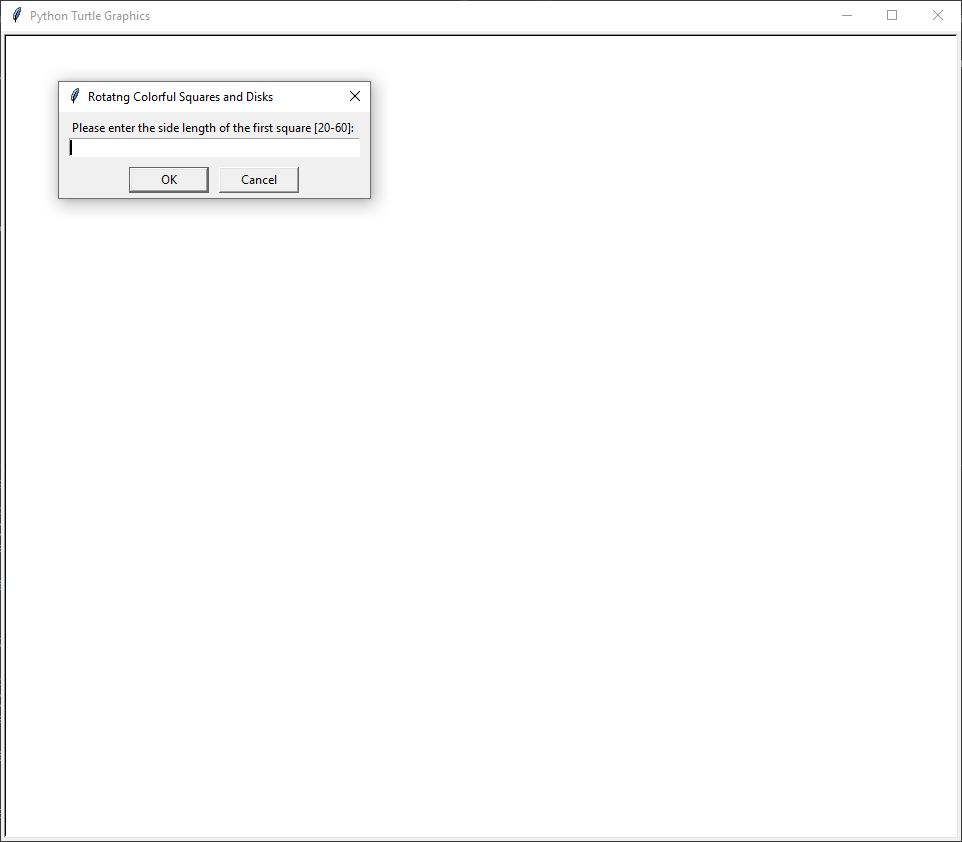 Python Turtle Graphics
Rotatng Colorful Squares and Disks
Please enter the side length of the first square [20-60]:
OK Cancel